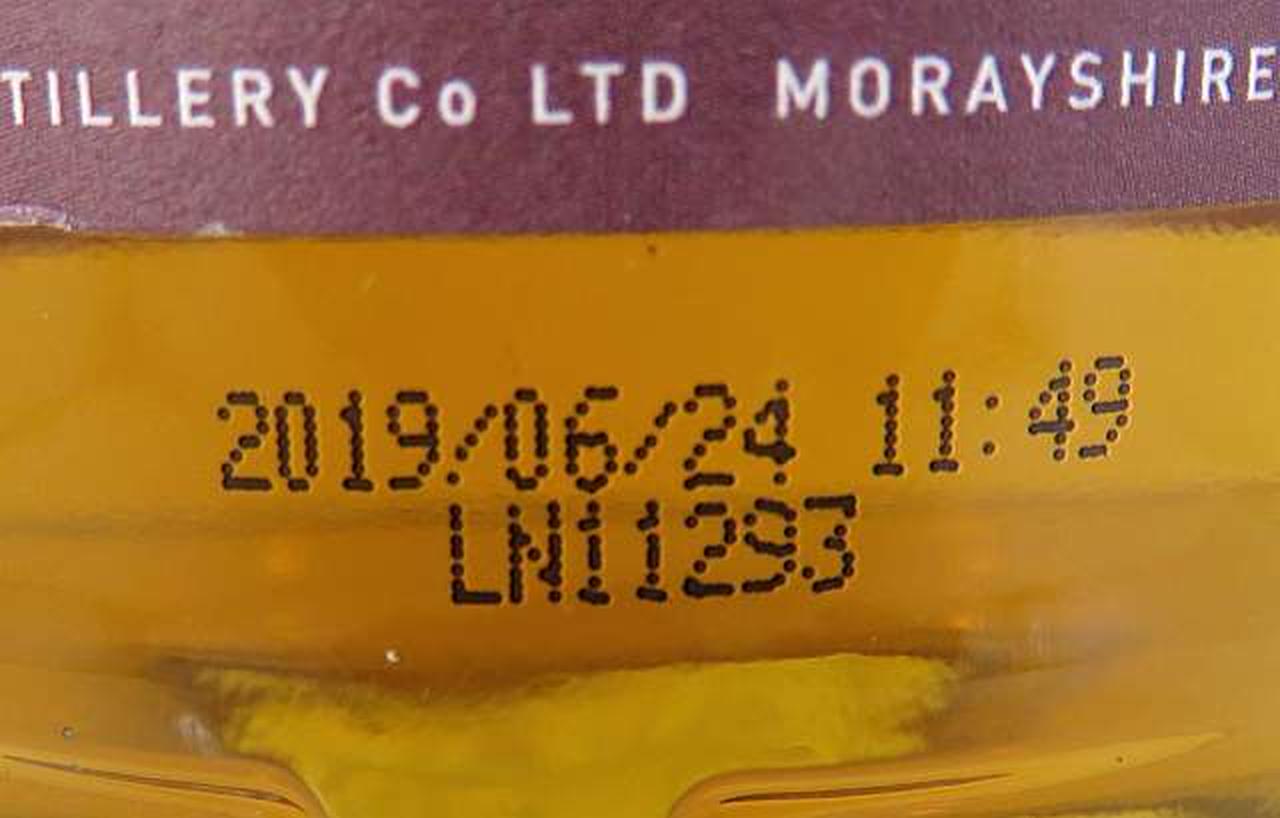 TILLERY Co LTD MORAYSHIRE
2019/06/24 11:49
LN11293